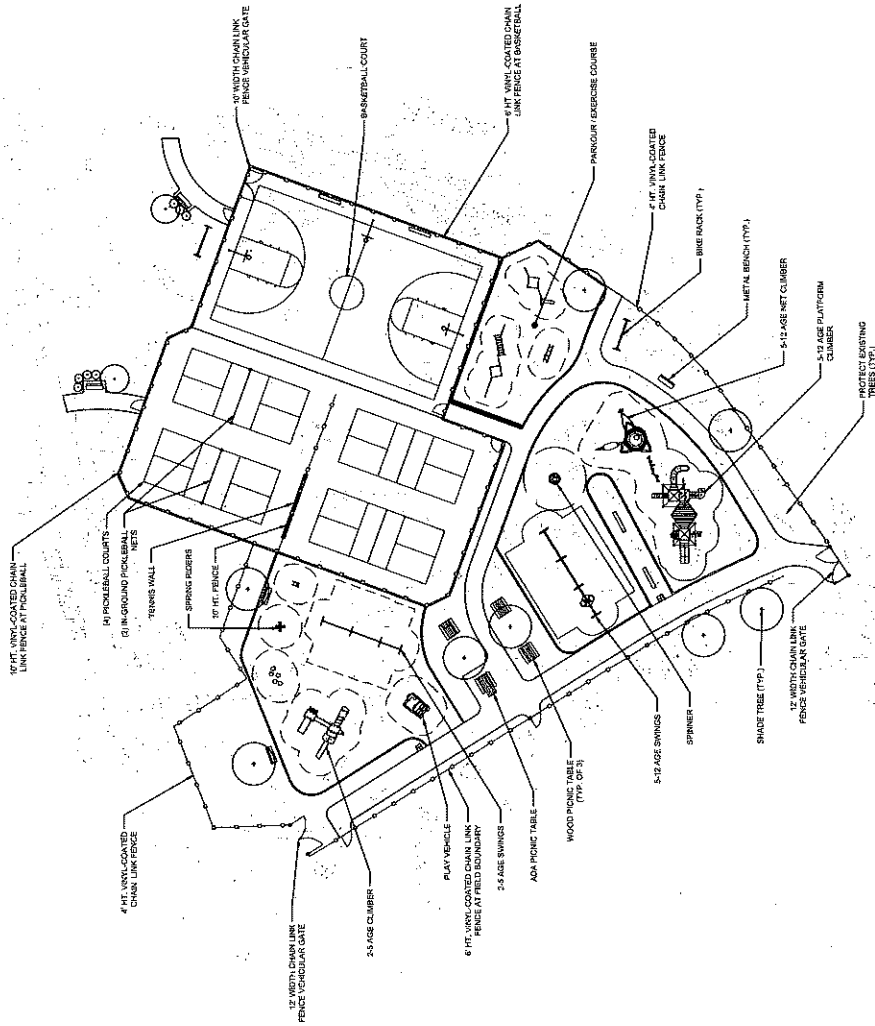 10' HT. VINYL-COATED CHAIN
LINK FENCE AT PICKLEBALL
(4) PICKLEBALL COURTS
(3) IN-GROUND PICKLEBALL
NETS
TENNIS WALL
SPRING RIDERS
10' HT. FENCE
4' HT. VINYL-COATED
CHAIN LINK FENCE
12' WIDTH CHAIN LINK
FENCE VEHICULAR GATE
2-5 AGE CLIMBER
PLAY VEHICLE
6' HT. VINYL-COATED CHAIN LINK
FENCE AT FIELD BOUNDARY
2-5 AGE SWINGS
ADA PICNIC TABLE
WOOD PICNIC TABLE
(TYP. OF 3)
5-12 AGE SWINGS
SPINNER
SHADE TREE (TYP.)
12' WIDTH CHAIN LINK
FENCE VEHICULAR GATE
10' WIDTH CHAIN LINK
FENCE VEHICULAR GATE
BASKETBALL COURT
6' HT. VINYL-COATED CHAIN
LINK FENCE AT BASKETBALL
PARKOUR / EXERCISE COURSE
4' HT. VINYL-COATED
CHAIN LINK FENCE
BIKE RACK (TYP.)
METAL BENCH (TYP.)
5-12 AGE NET CLIMBER
5-12 AGE PLATFORM
CLIMBER
PROTECT EXISTING
TREES (TYP.)